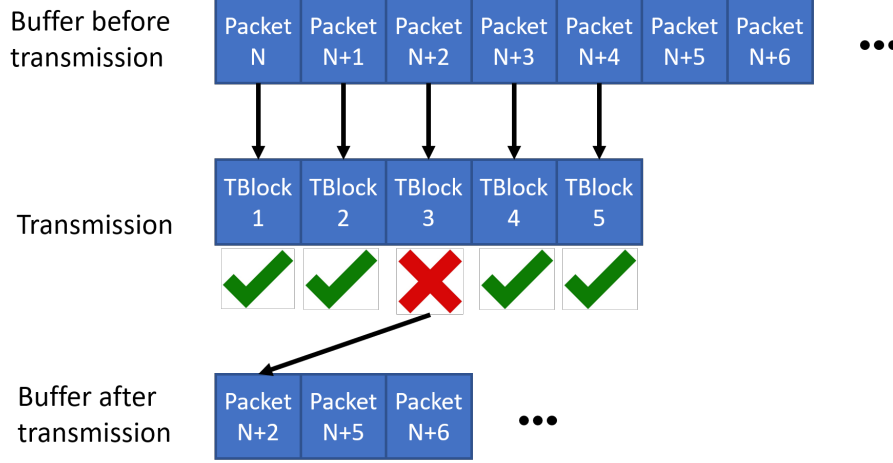 Buffer before
transmission
Packet
N
Packet
N+1
Packet
N+2
Packet
N+3
Packet
N+4
Packet
N+5
Packet
N+6
•••
Transmission
TBlock
1
TBlock
2
TBlock
3
TBlock
4
TBlock
5
Buffer after
transmission
Packet
N+2
Packet
N+5
Packet
N+6
•••